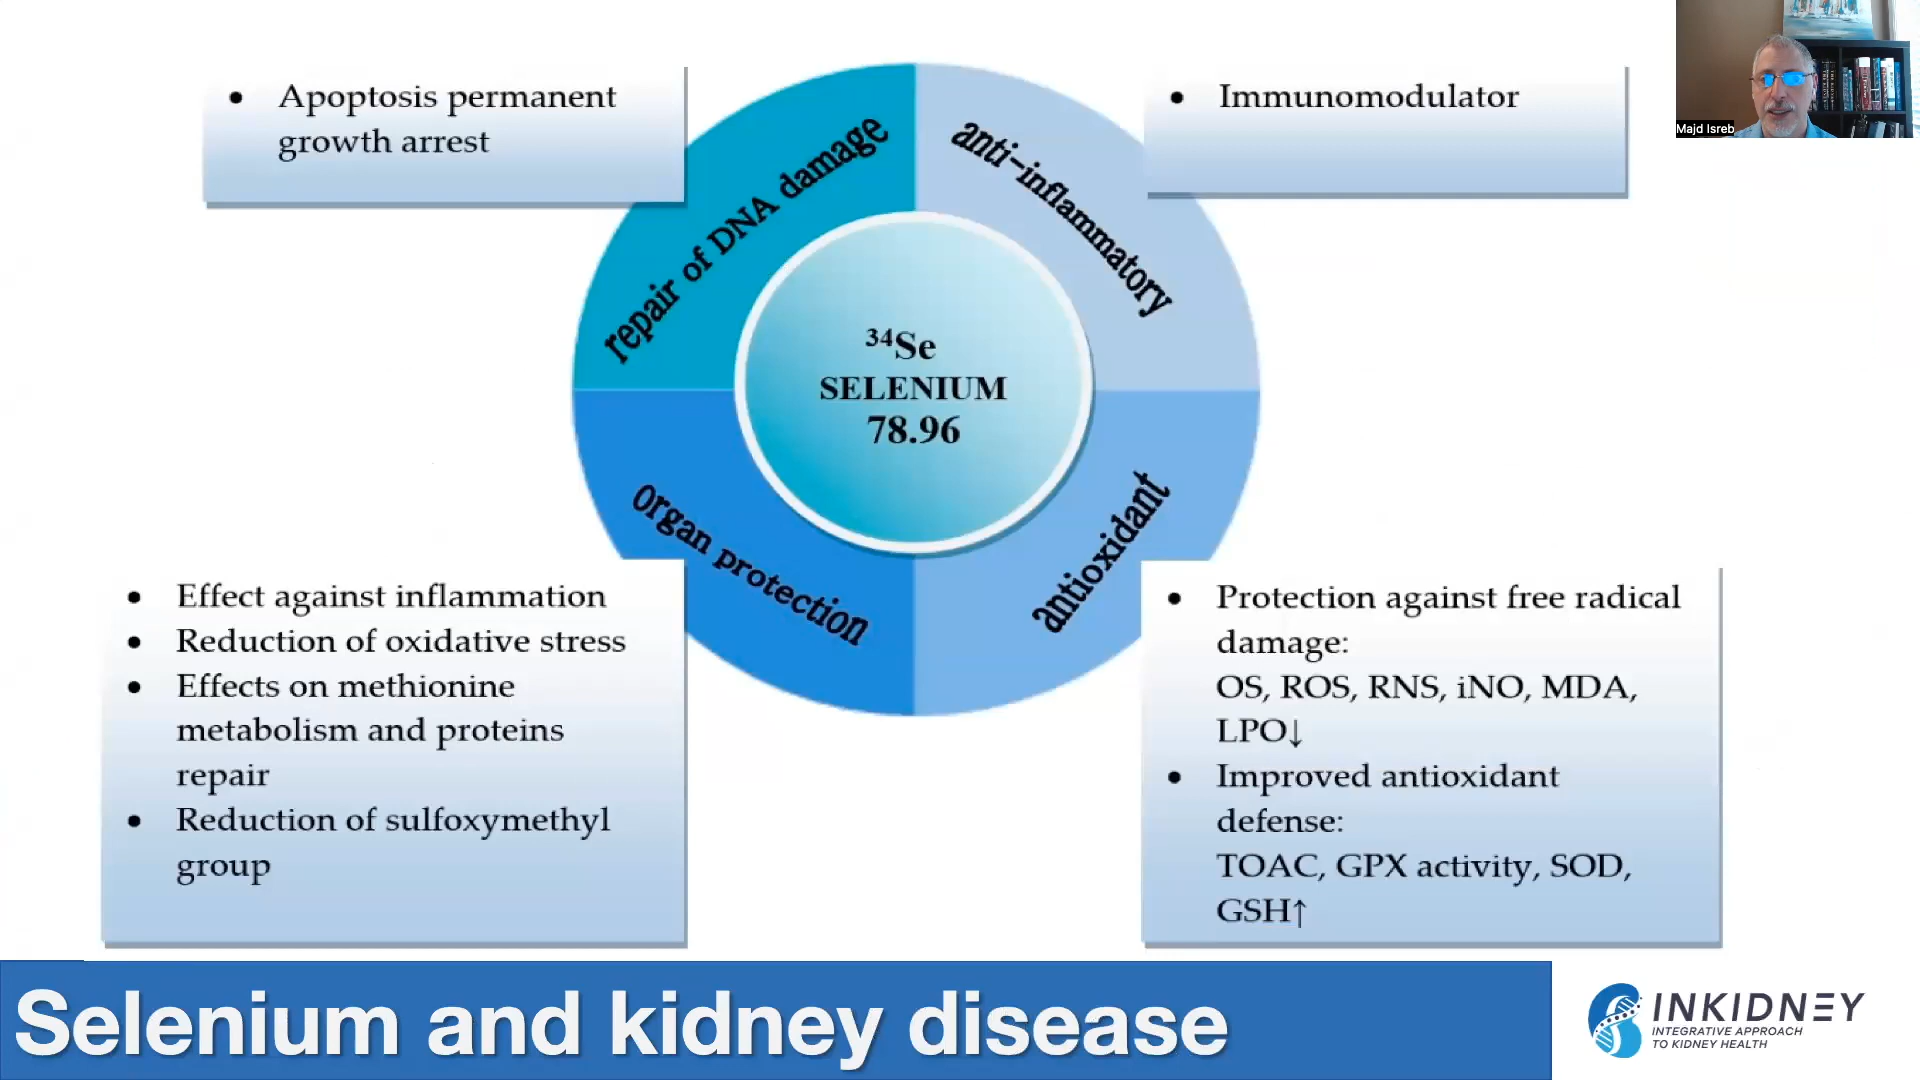 • Apoptosis permanent
growth arrest
• Immunomodulator
Majd Isreb
repair of DNA damage
anti-inflammatory
³⁴Se
SELENIUM
78.96
organ protection
antioxidant
• Effect against inflammation
• Reduction of oxidative stress
• Effects on methionine
metabolism and proteins
repair
• Reduction of sulfoxymethyl
group
• Protection against free radical
damage:
OS, ROS, RNS, iNO, MDA,
LPO↓
• Improved antioxidant
defense:
TOAC, GPX activity, SOD,
GSH↑
Selenium and kidney disease
INKIDNEY
INTEGRATIVE APPROACH
TO KIDNEY HEALTH